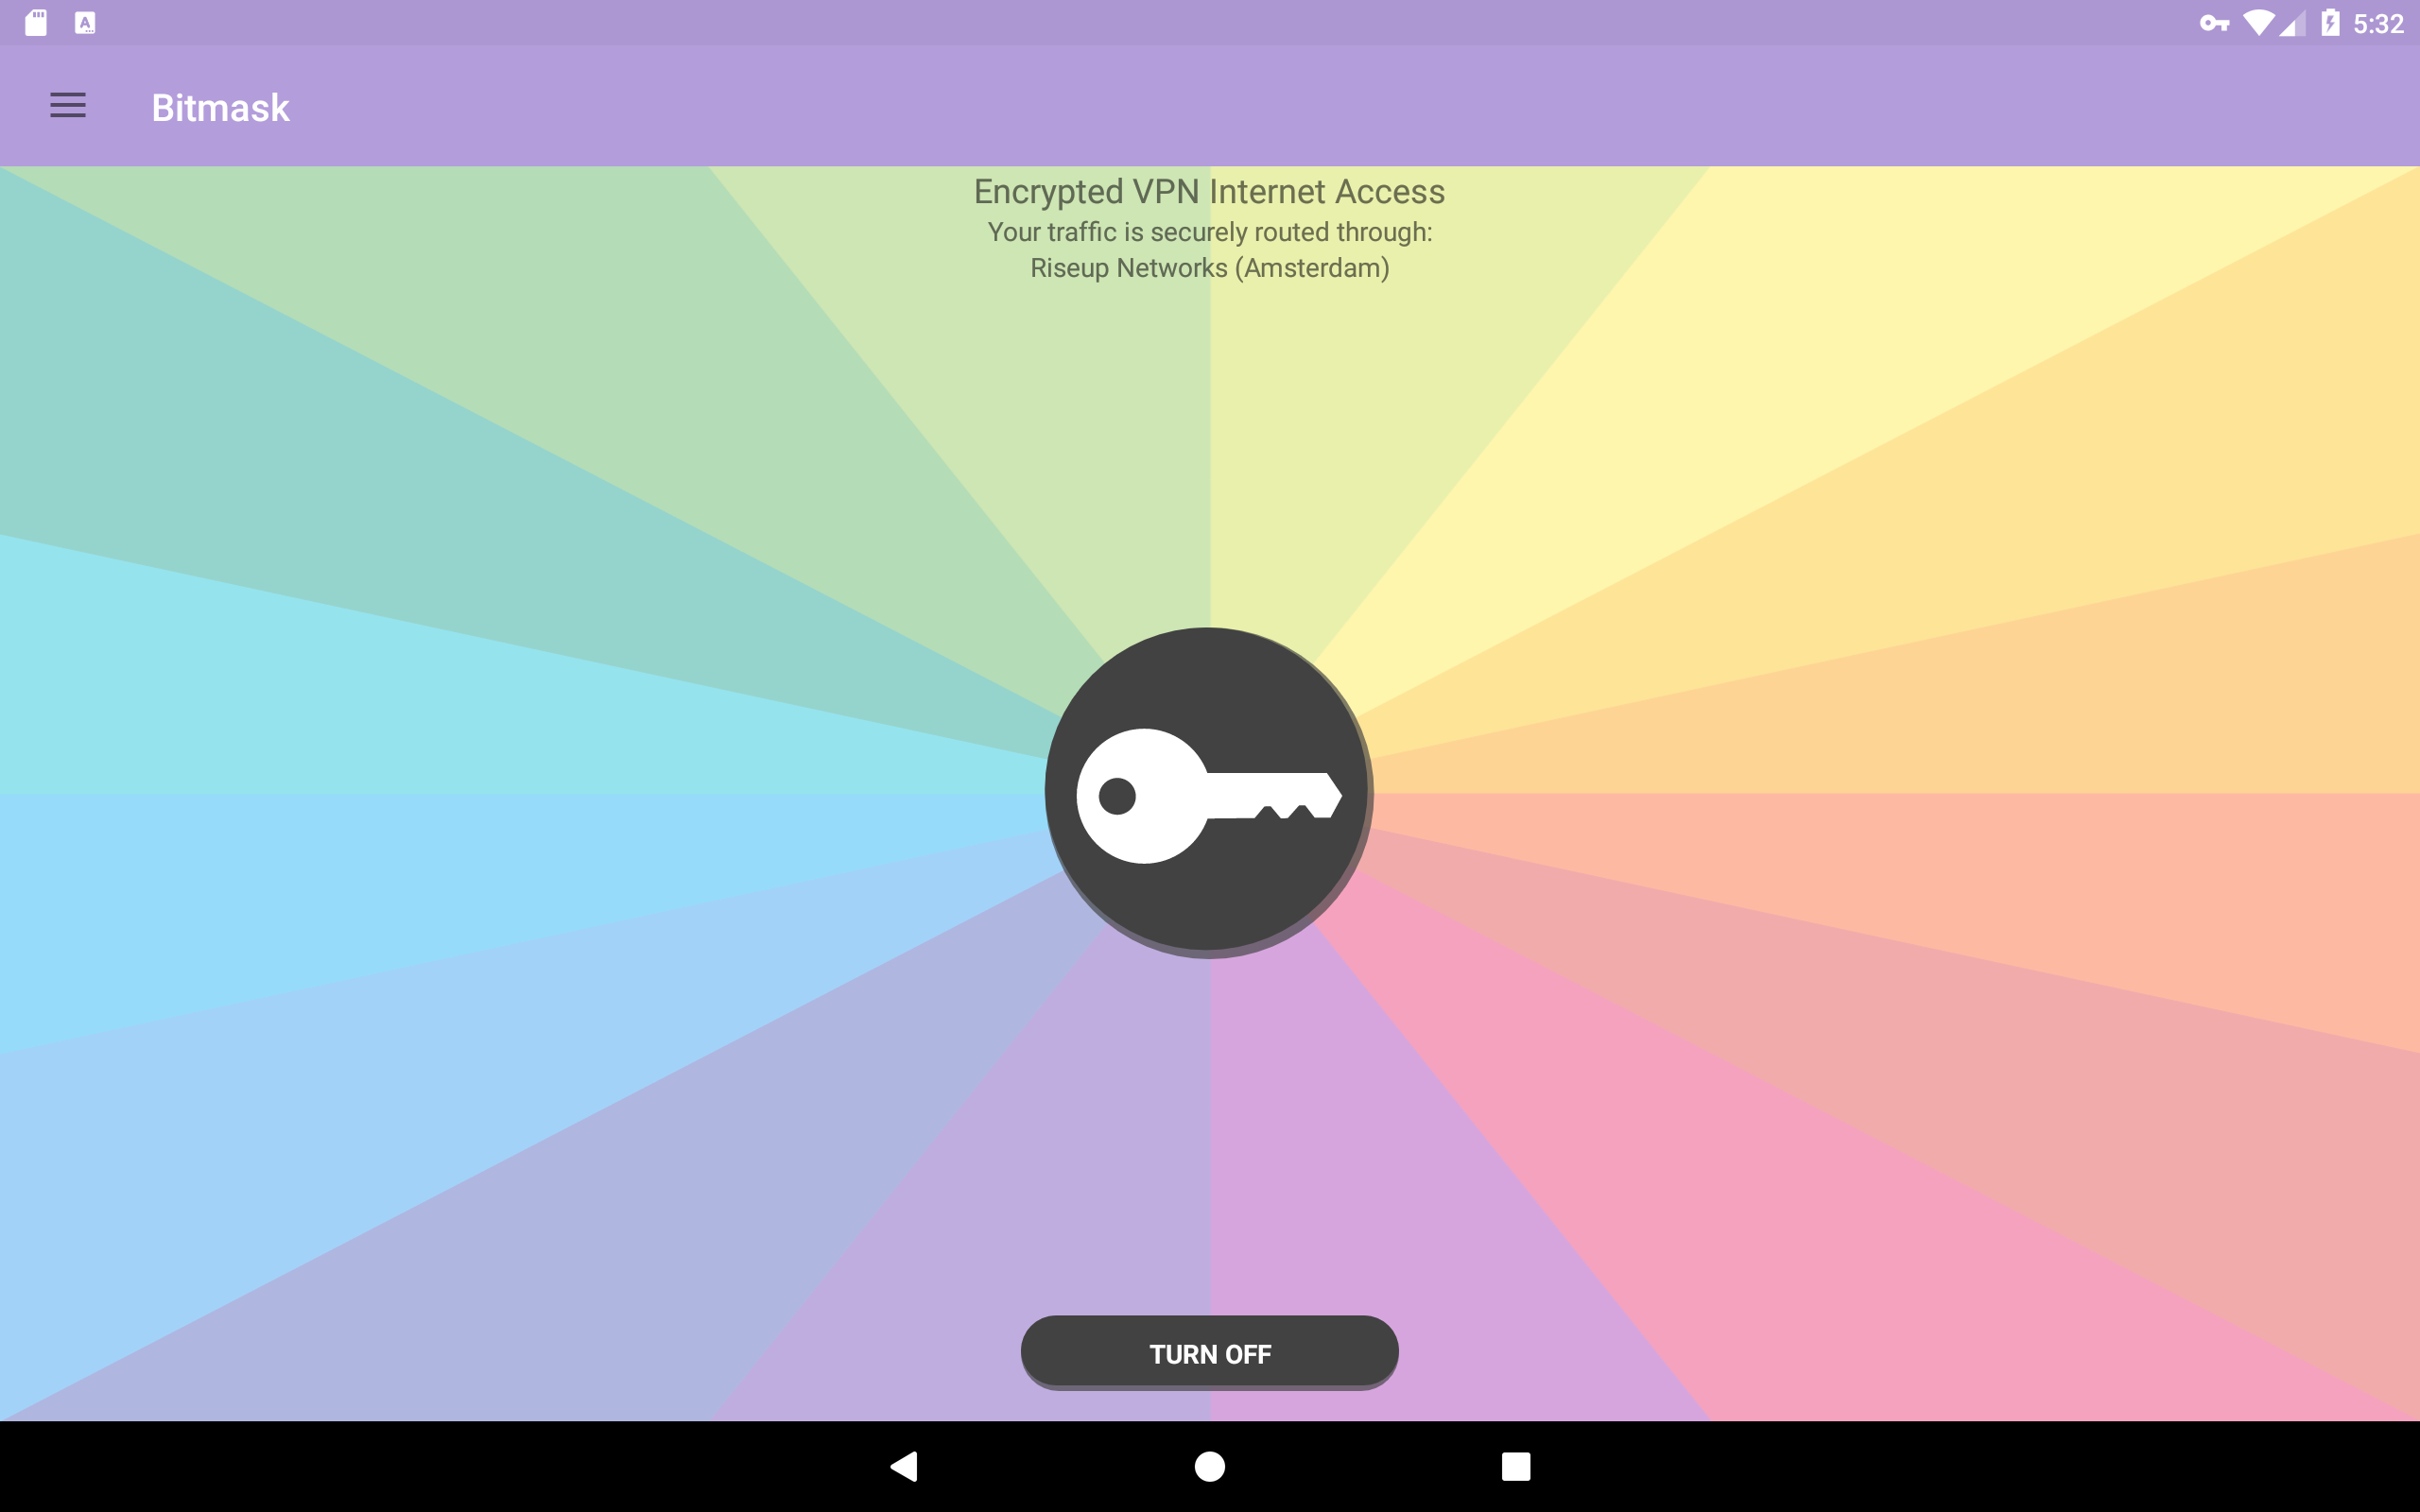 5:32
Bitmask
Encrypted VPN Internet Access
Your traffic is securely routed through:
Riseup Networks (Amsterdam)
TURN OFF